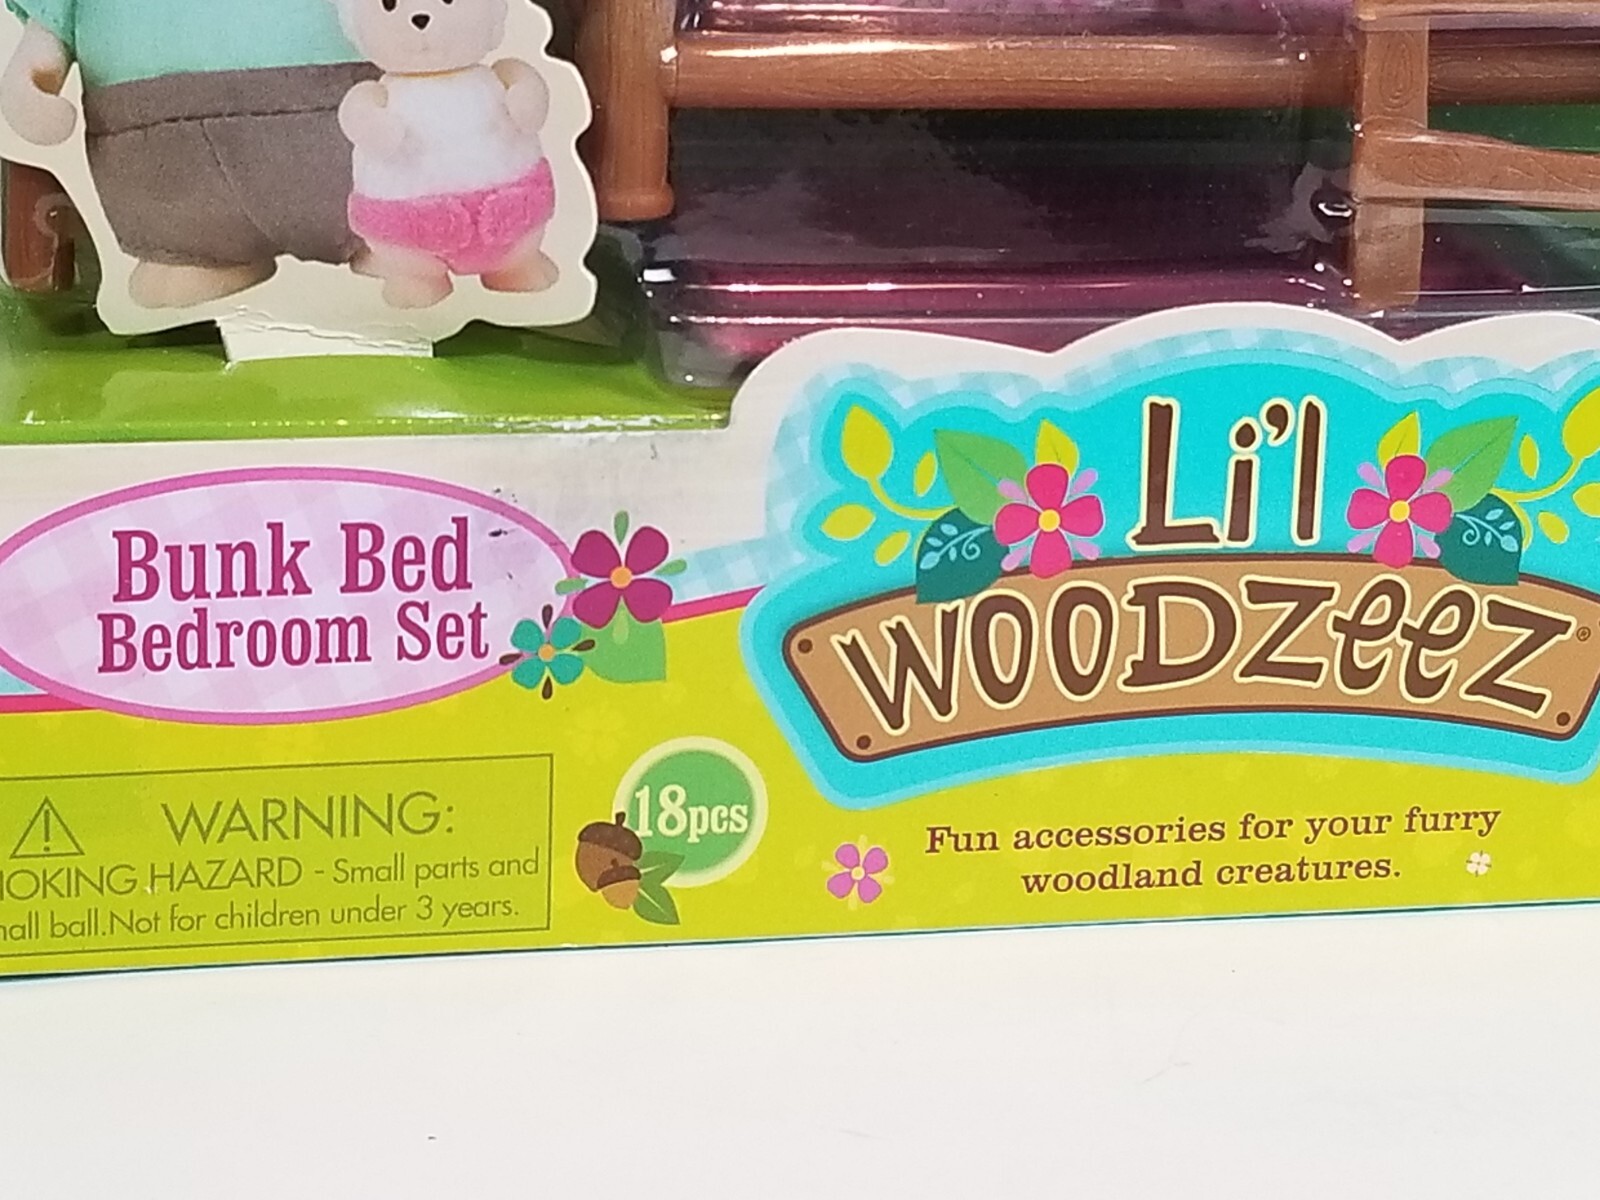 Bunk Bed
Bedroom Set
Li'l
WOODZeeZ®
WARNING:
HOKING HAZARD - Small parts and
nall ball.Not for children under 3 years.
18pcs
Fun accessories for your furry
woodland creatures.